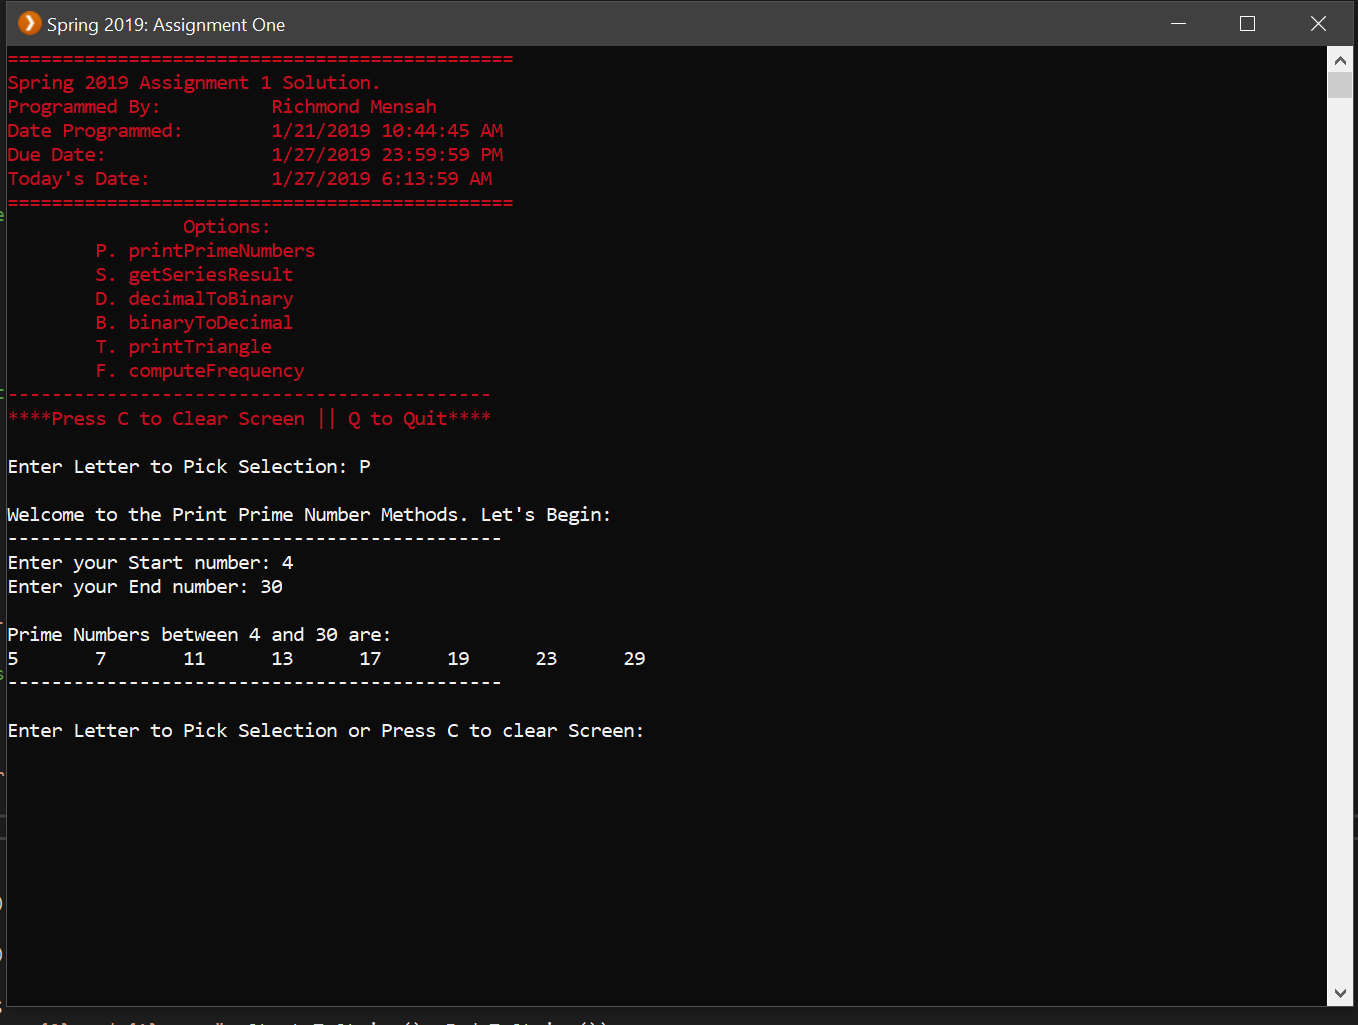 Spring 2019: Assignment One
==============================================
Spring 2019 Assignment 1 Solution.
Programmed By: Richmond Mensah
Date Programmed: 1/21/2019 10:44:45 AM
Due Date: 1/27/2019 23:59:59 PM
Today's Date: 1/27/2019 6:13:59 AM
==============================================
Options:
P. printPrimeNumbers
S. getSeriesResult
D. decimalToBinary
B. binaryToDecimal
T. printTriangle
F. computeFrequency
--------------------------------------------
****Press C to Clear Screen || Q to Quit****
Enter Letter to Pick Selection: P
Welcome to the Print Prime Number Methods. Let's Begin:
---------------------------------------------
Enter your Start number: 4
Enter your End number: 30
Prime Numbers between 4 and 30 are:
5 7 11 13 17 19 23 29
---------------------------------------------
Enter Letter to Pick Selection or Press C to clear Screen: